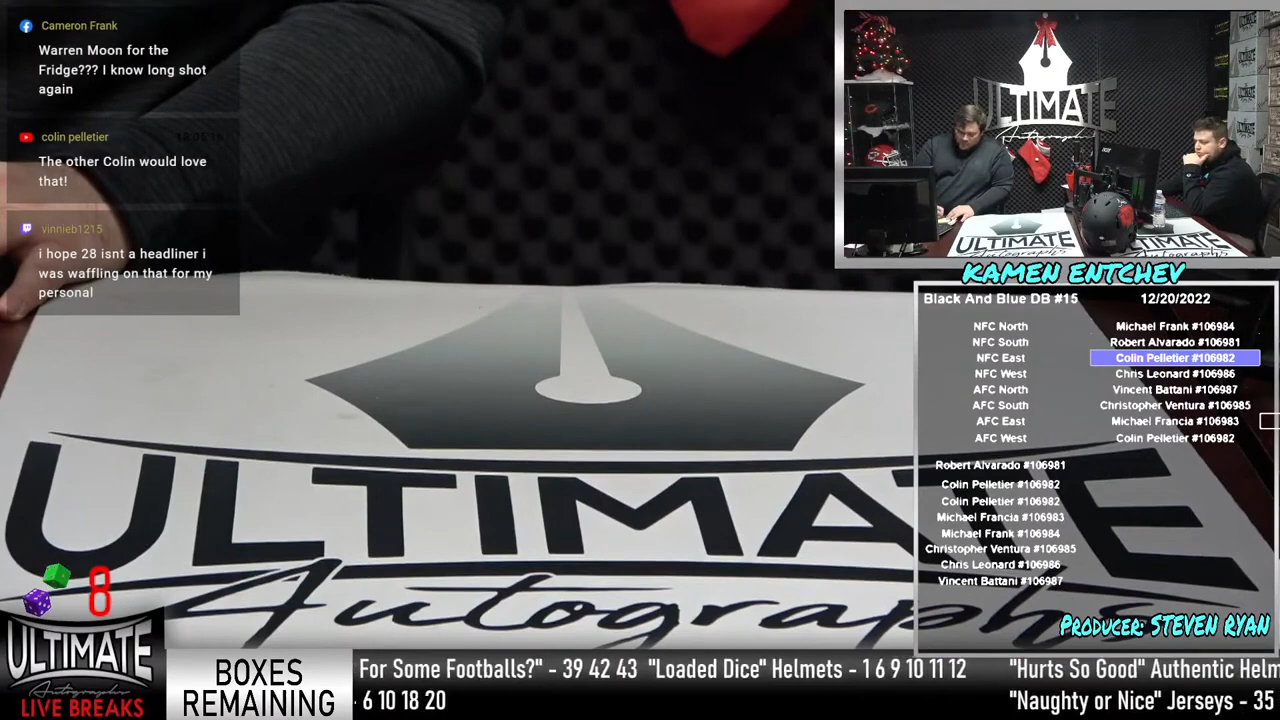 Cameron Frank
Warren Moon for the
Fridge??? I know long shot
again
colin pelletier
The other Colin would love
that!
vinnieb1215
i hope 28 isnt a headliner i
was waffling on that for my
personal
ULTIMATE
Autographs
ULTIMATE
Autographs
KAMEN ENTCHEV
Black And Blue DB #15 12/20/2022
NFC North Michael Frank #106984
NFC South Robert Alvarado #106981
NFC East Colin Pelletier #106982
NFC West Chris Leonard #106986
AFC North Vincent Battani #106987
AFC South Christopher Ventura #106985
AFC East Michael Francia #106983
AFC West Colin Pelletier #106982
Robert Alvarado #106981
Colin Pelletier #106982
Colin Pelletier #106982
Michael Francia #106983
Michael Frank #106984
Christopher Ventura #106985
Chris Leonard #106986
Vincent Battani #106987
PRODUCER: STEVEN RYAN
ULTIMATE
Autographs
8
ULTIMATE
Autographs
LIVE BREAKS
BOXES
REMAINING
For Some Footballs?" - 39 42 43 "Loaded Dice" Helmets - 1 6 9 10 11 12 "Hurts So Good" Authentic Helm
- 6 10 18 20 "Naughty or Nice" Jerseys - 35